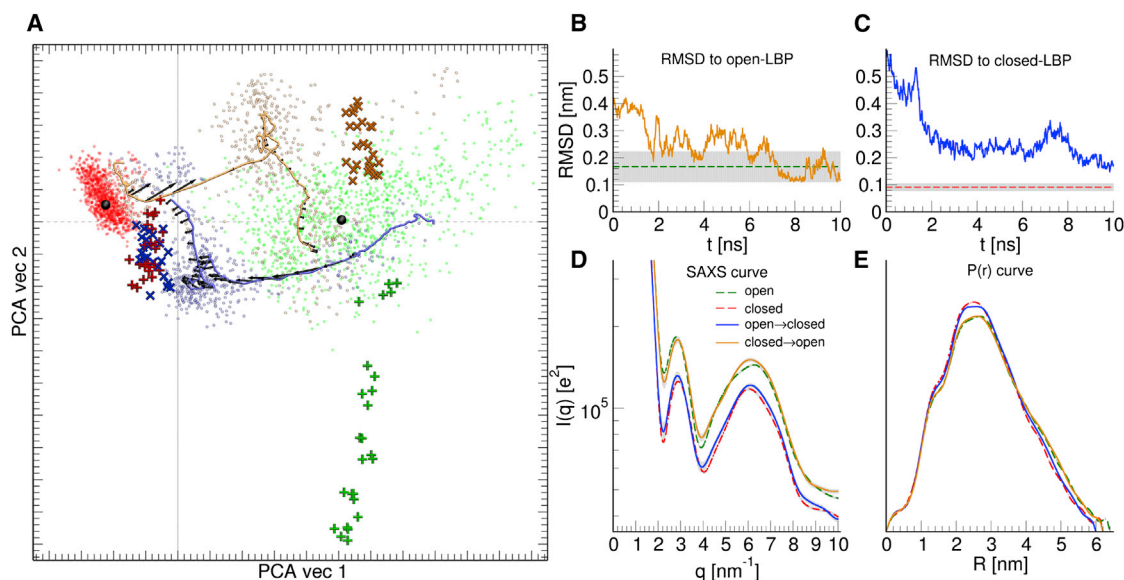 A
PCA vec 2
PCA vec 1
B
RMSD to open-LBP
RMSD [nm]
0.5
0.4
0.3
0.2
0.1
0
0 2 4 6 8 10
t [ns]
C
RMSD to closed-LBP
0.5
0.4
0.3
0.2
0.1
0
0 2 4 6 8 10
t [ns]
D
SAXS curve
open
closed
open→closed
closed→open
I(q) [e²]
10⁵
0 1 2 3 4 5 6 7 8 9 10
q [nm⁻¹]
E
P(r) curve
0 1 2 3 4 5 6
R [nm]